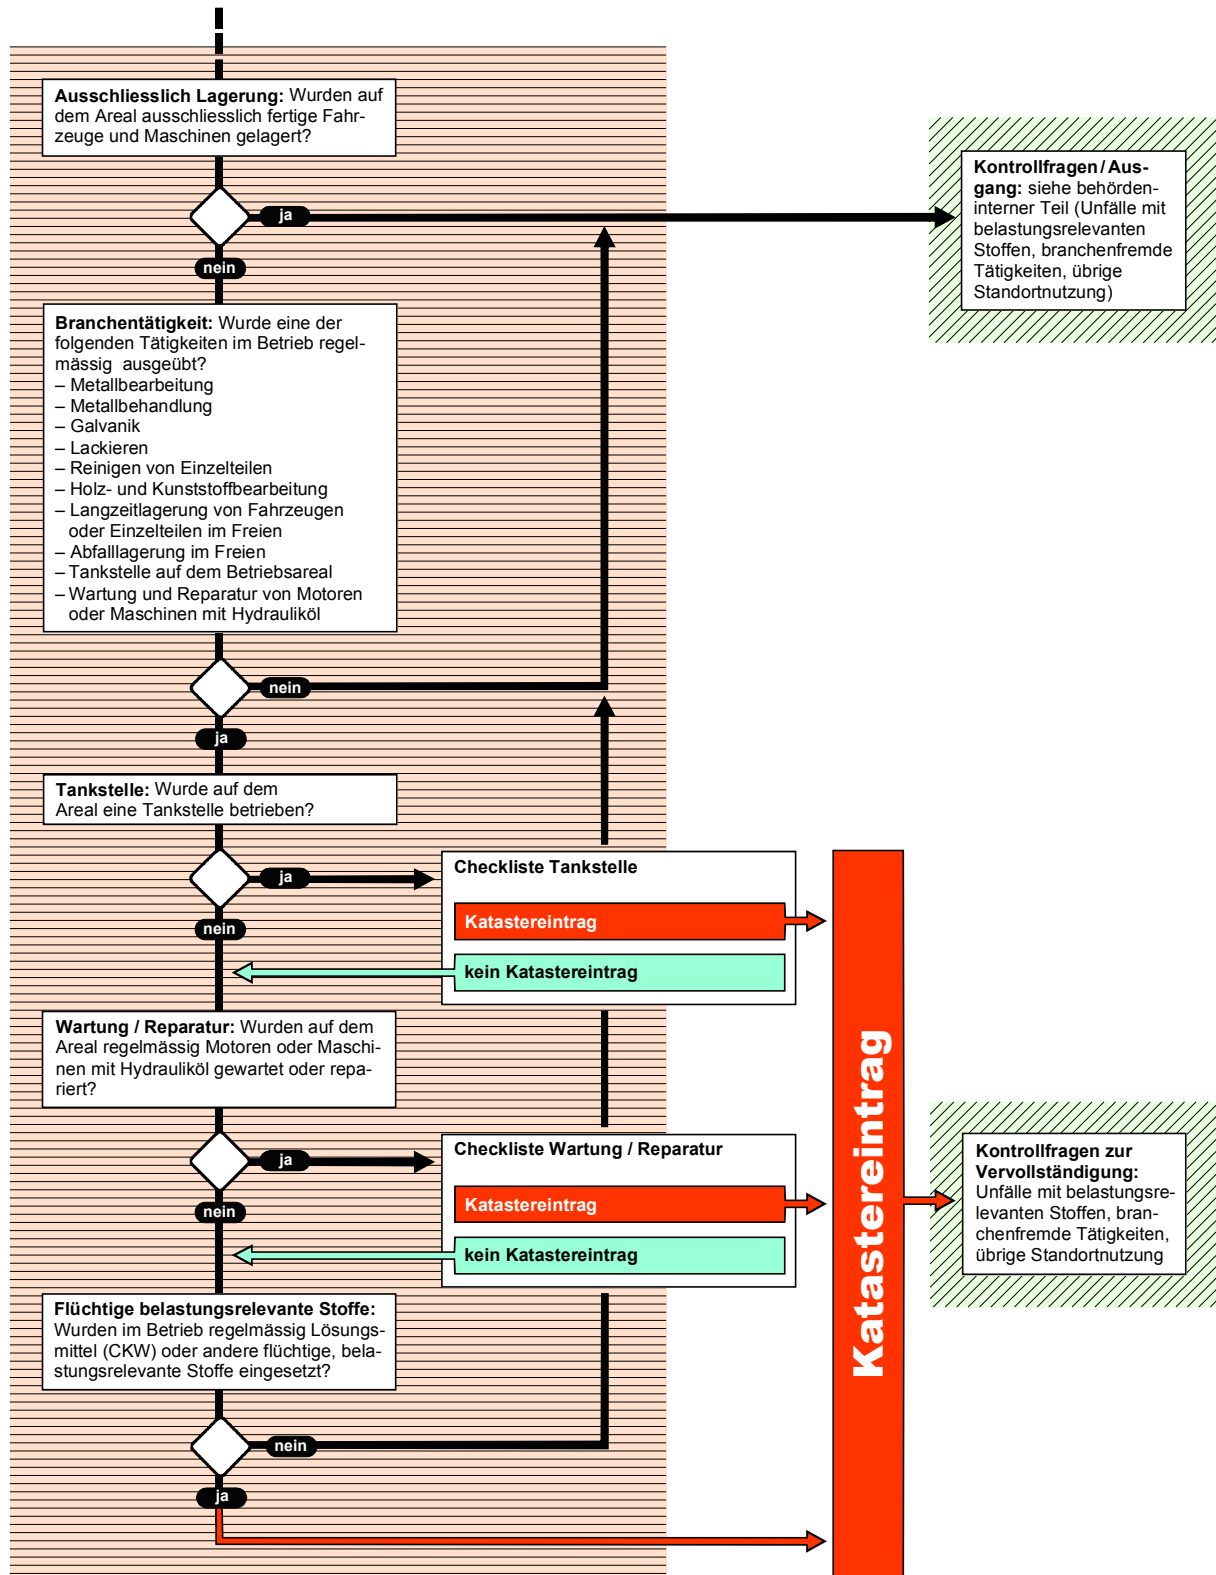 Ausschliesslich Lagerung: Wurden auf
dem Areal ausschliesslich fertige Fahr-
zeuge und Maschinen gelagert?
ja
nein
Kontrollfragen / Aus-
gang: siehe behörden-
interner Teil (Unfälle mit
belastungsrelevanten
Stoffen, branchenfremde
Tätigkeiten, übrige
Standortnutzung)
Branchentätigkeit: Wurde eine der
folgenden Tätigkeiten im Betrieb regel-
mässig ausgeübt?
– Metallbearbeitung
– Metallbehandlung
– Galvanik
– Lackieren
– Reinigen von Einzelteilen
– Holz- und Kunststoffbearbeitung
– Langzeitlagerung von Fahrzeugen
oder Einzelteilen im Freien
– Abfalllagerung im Freien
– Tankstelle auf dem Betriebsareal
– Wartung und Reparatur von Motoren
oder Maschinen mit Hydrauliköl
nein
ja
Tankstelle: Wurde auf dem
Areal eine Tankstelle betrieben?
ja
nein
Checkliste Tankstelle
Katastereintrag
kein Katastereintrag
Wartung / Reparatur: Wurden auf dem
Areal regelmässig Motoren oder Maschi-
nen mit Hydrauliköl gewartet oder repa-
riert?
ja
nein
Checkliste Wartung / Reparatur
Katastereintrag
kein Katastereintrag
Katastereintrag
Kontrollfragen zur
Vervollständigung:
Unfälle mit belastungsre-
levanten Stoffen, bran-
chenfremde Tätigkeiten,
übrige Standortnutzung
Flüchtige belastungsrelevante Stoffe:
Wurden im Betrieb regelmässig Lösungs-
mittel (CKW) oder andere flüchtige, bela-
stungsrelevante Stoffe eingesetzt?
nein
ja